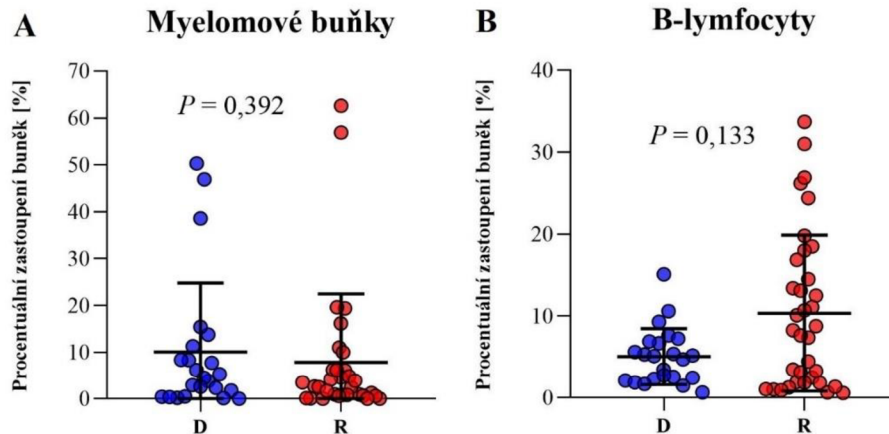 A Myelomové buňky
Procentuální zastoupení buněk [%]
70
60
50
40
30
20
10
0
P = 0,392
D R
B B-lymfocyty
Procentuální zastoupení buněk [%]
40
30
20
10
0
P = 0,133
D R